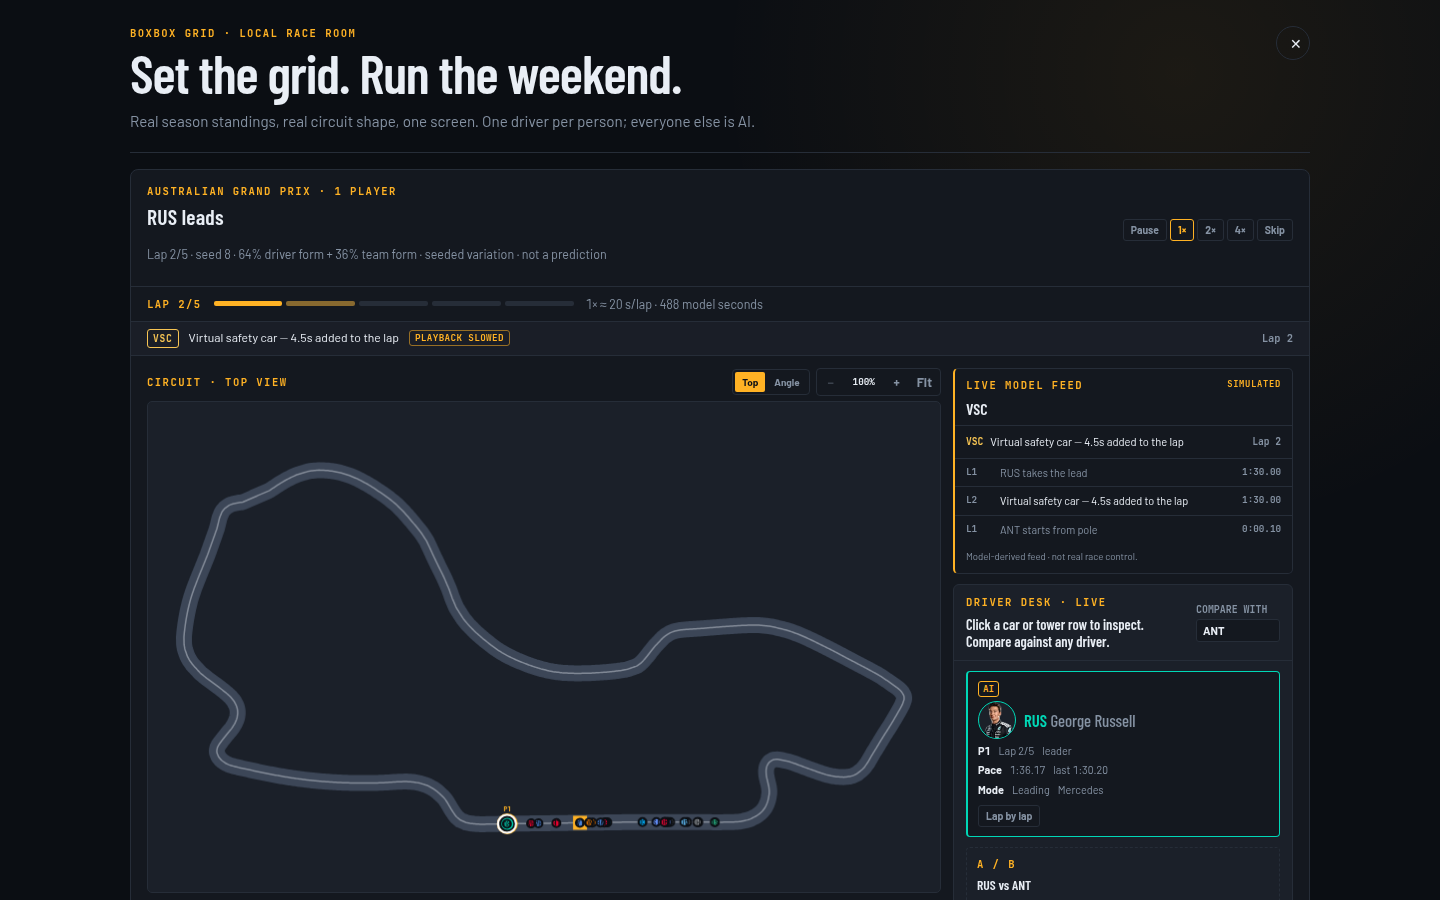 BOXBOX GRID · LOCAL RACE ROOM
Set the grid. Run the weekend.
Real season standings, real circuit shape, one screen. One driver per person; everyone else is AI.
×
AUSTRALIAN GRAND PRIX · 1 PLAYER
RUS leads
Lap 2/5 · seed 8 · 64% driver form + 36% team form · seeded variation · not a prediction
Pause 1× 2× 4× Skip
LAP 2/5 1× ≈ 20 s/lap · 488 model seconds
VSC Virtual safety car — 4.5s added to the lap PLAYBACK SLOWED Lap 2
CIRCUIT · TOP VIEW
Top Angle − 100% + Fit
P1
LIVE MODEL FEED SIMULATED
VSC
VSC Virtual safety car — 4.5s added to the lap Lap 2
L1 RUS takes the lead 1:30.00
L2 Virtual safety car — 4.5s added to the lap 1:30.00
L1 ANT starts from pole 0:00.10
Model-derived feed · not real race control.
DRIVER DESK · LIVE
Click a car or tower row to inspect.
Compare against any driver.
COMPARE WITH
ANT
AI
RUS George Russell
P1 Lap 2/5 leader
Pace 1:36.17 last 1:30.20
Mode Leading Mercedes
Lap by lap
A / B
RUS vs ANT